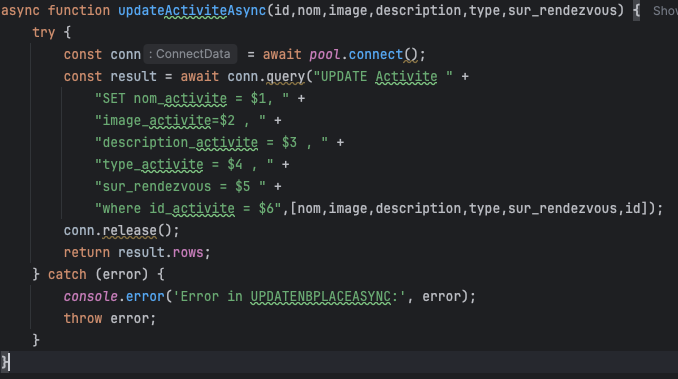 async function updateActiviteAsync(id,nom,image,description,type,sur_rendezvous) { Show
    try {
        const conn : ConnectData = await pool.connect();
        const result = await conn.query("UPDATE Activite " +
            "SET nom_activite = $1, " +
            "image_activite=$2 , " +
            "description_activite = $3 , " +
            "type_activite = $4 , " +
            "sur_rendezvous = $5 " +
            "where id_activite = $6",[nom,image,description,type,sur_rendezvous,id]);
        conn.release();
        return result.rows;
    } catch (error) {
        console.error('Error in UPDATENBPLACEASYNC:', error);
        throw error;
    }
}